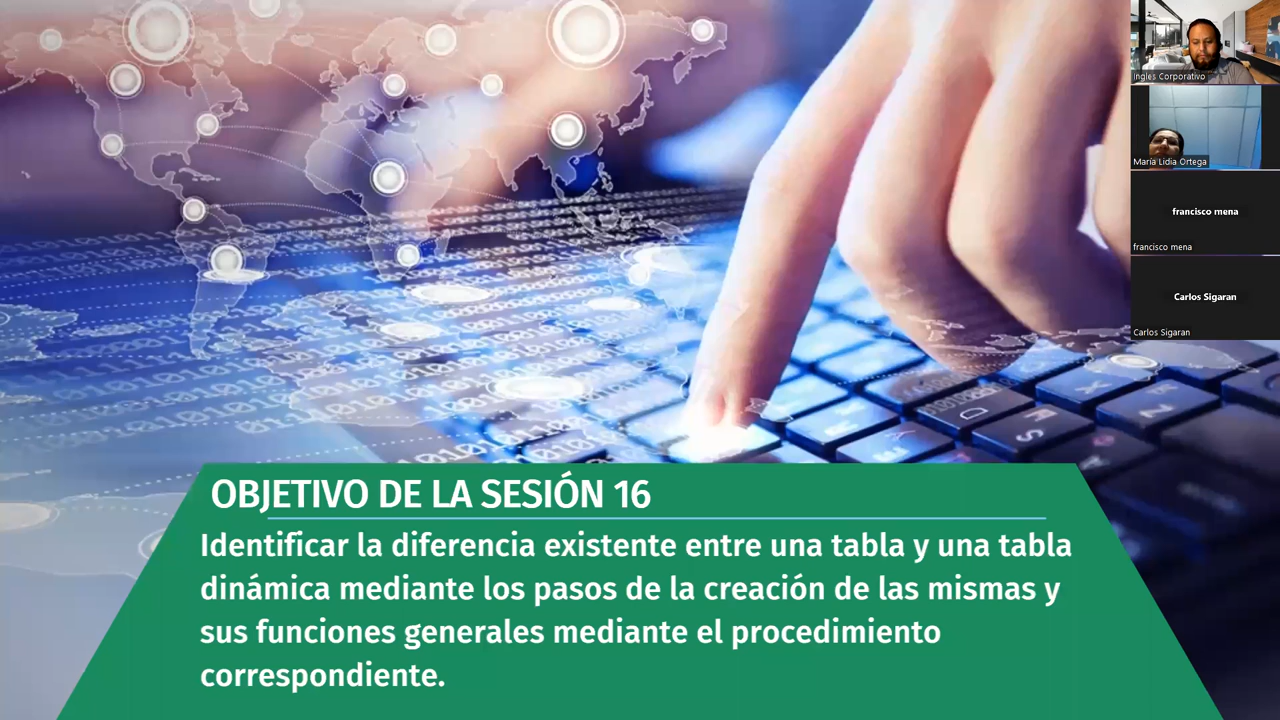 Ingles Corporativo
María Lidia Ortega
francisco mena
francisco mena
Carlos Sigaran
Carlos Sigaran
OBJETIVO DE LA SESIÓN 16
Identificar la diferencia existente entre una tabla y una tabla
dinámica mediante los pasos de la creación de las mismas y
sus funciones generales mediante el procedimiento
correspondiente.